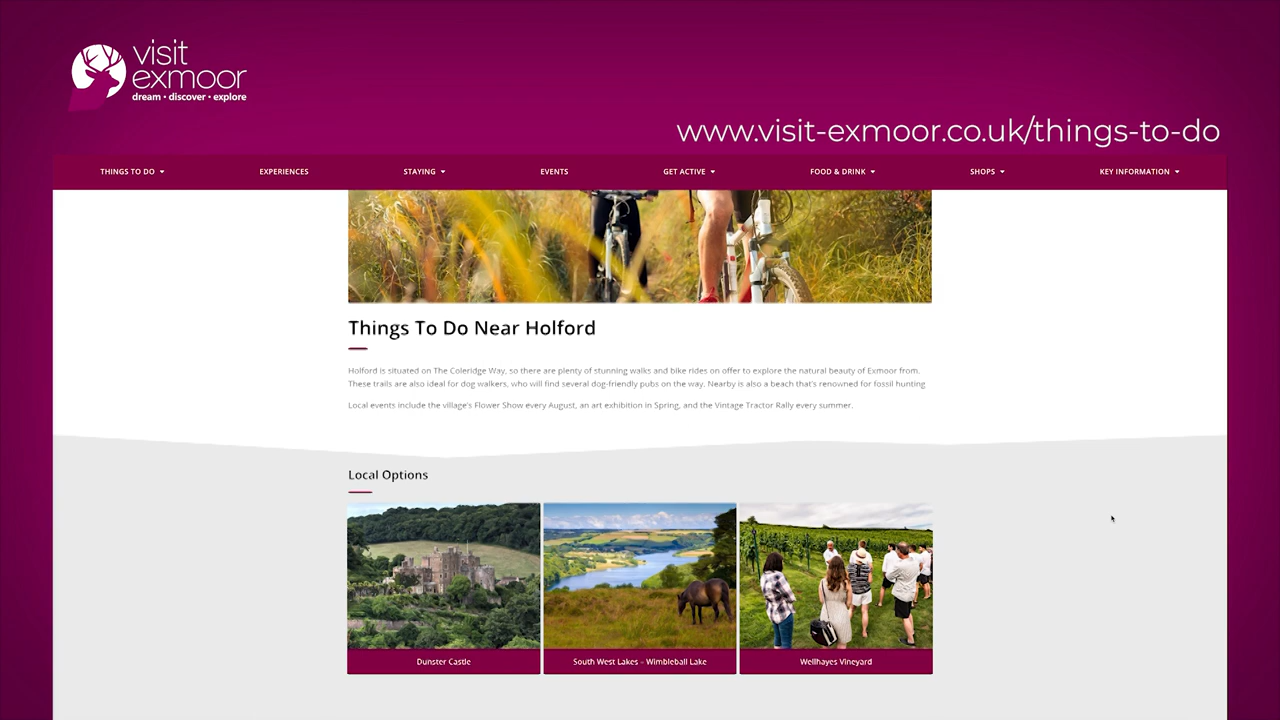 visit
exmoor
dream • discover • explore
www.visit-exmoor.co.uk/things-to-do
THINGS TO DO
EXPERIENCES
STAYING
EVENTS
GET ACTIVE
FOOD & DRINK
SHOPS
KEY INFORMATION
Things To Do Near Holford
Holford is situated on The Coleridge Way, so there are plenty of stunning walks and bike rides on offer to explore the natural beauty of Exmoor from.
These trails are also ideal for dog walkers, who will find several dog-friendly pubs on the way. Nearby is also a beach that's renowned for fossil hunting
Local events include the village's Flower Show every August, an art exhibition in Spring, and the Vintage Tractor Rally every summer.
Local Options
Dunster Castle
South West Lakes – Wimbleball Lake
Wellhayes Vineyard